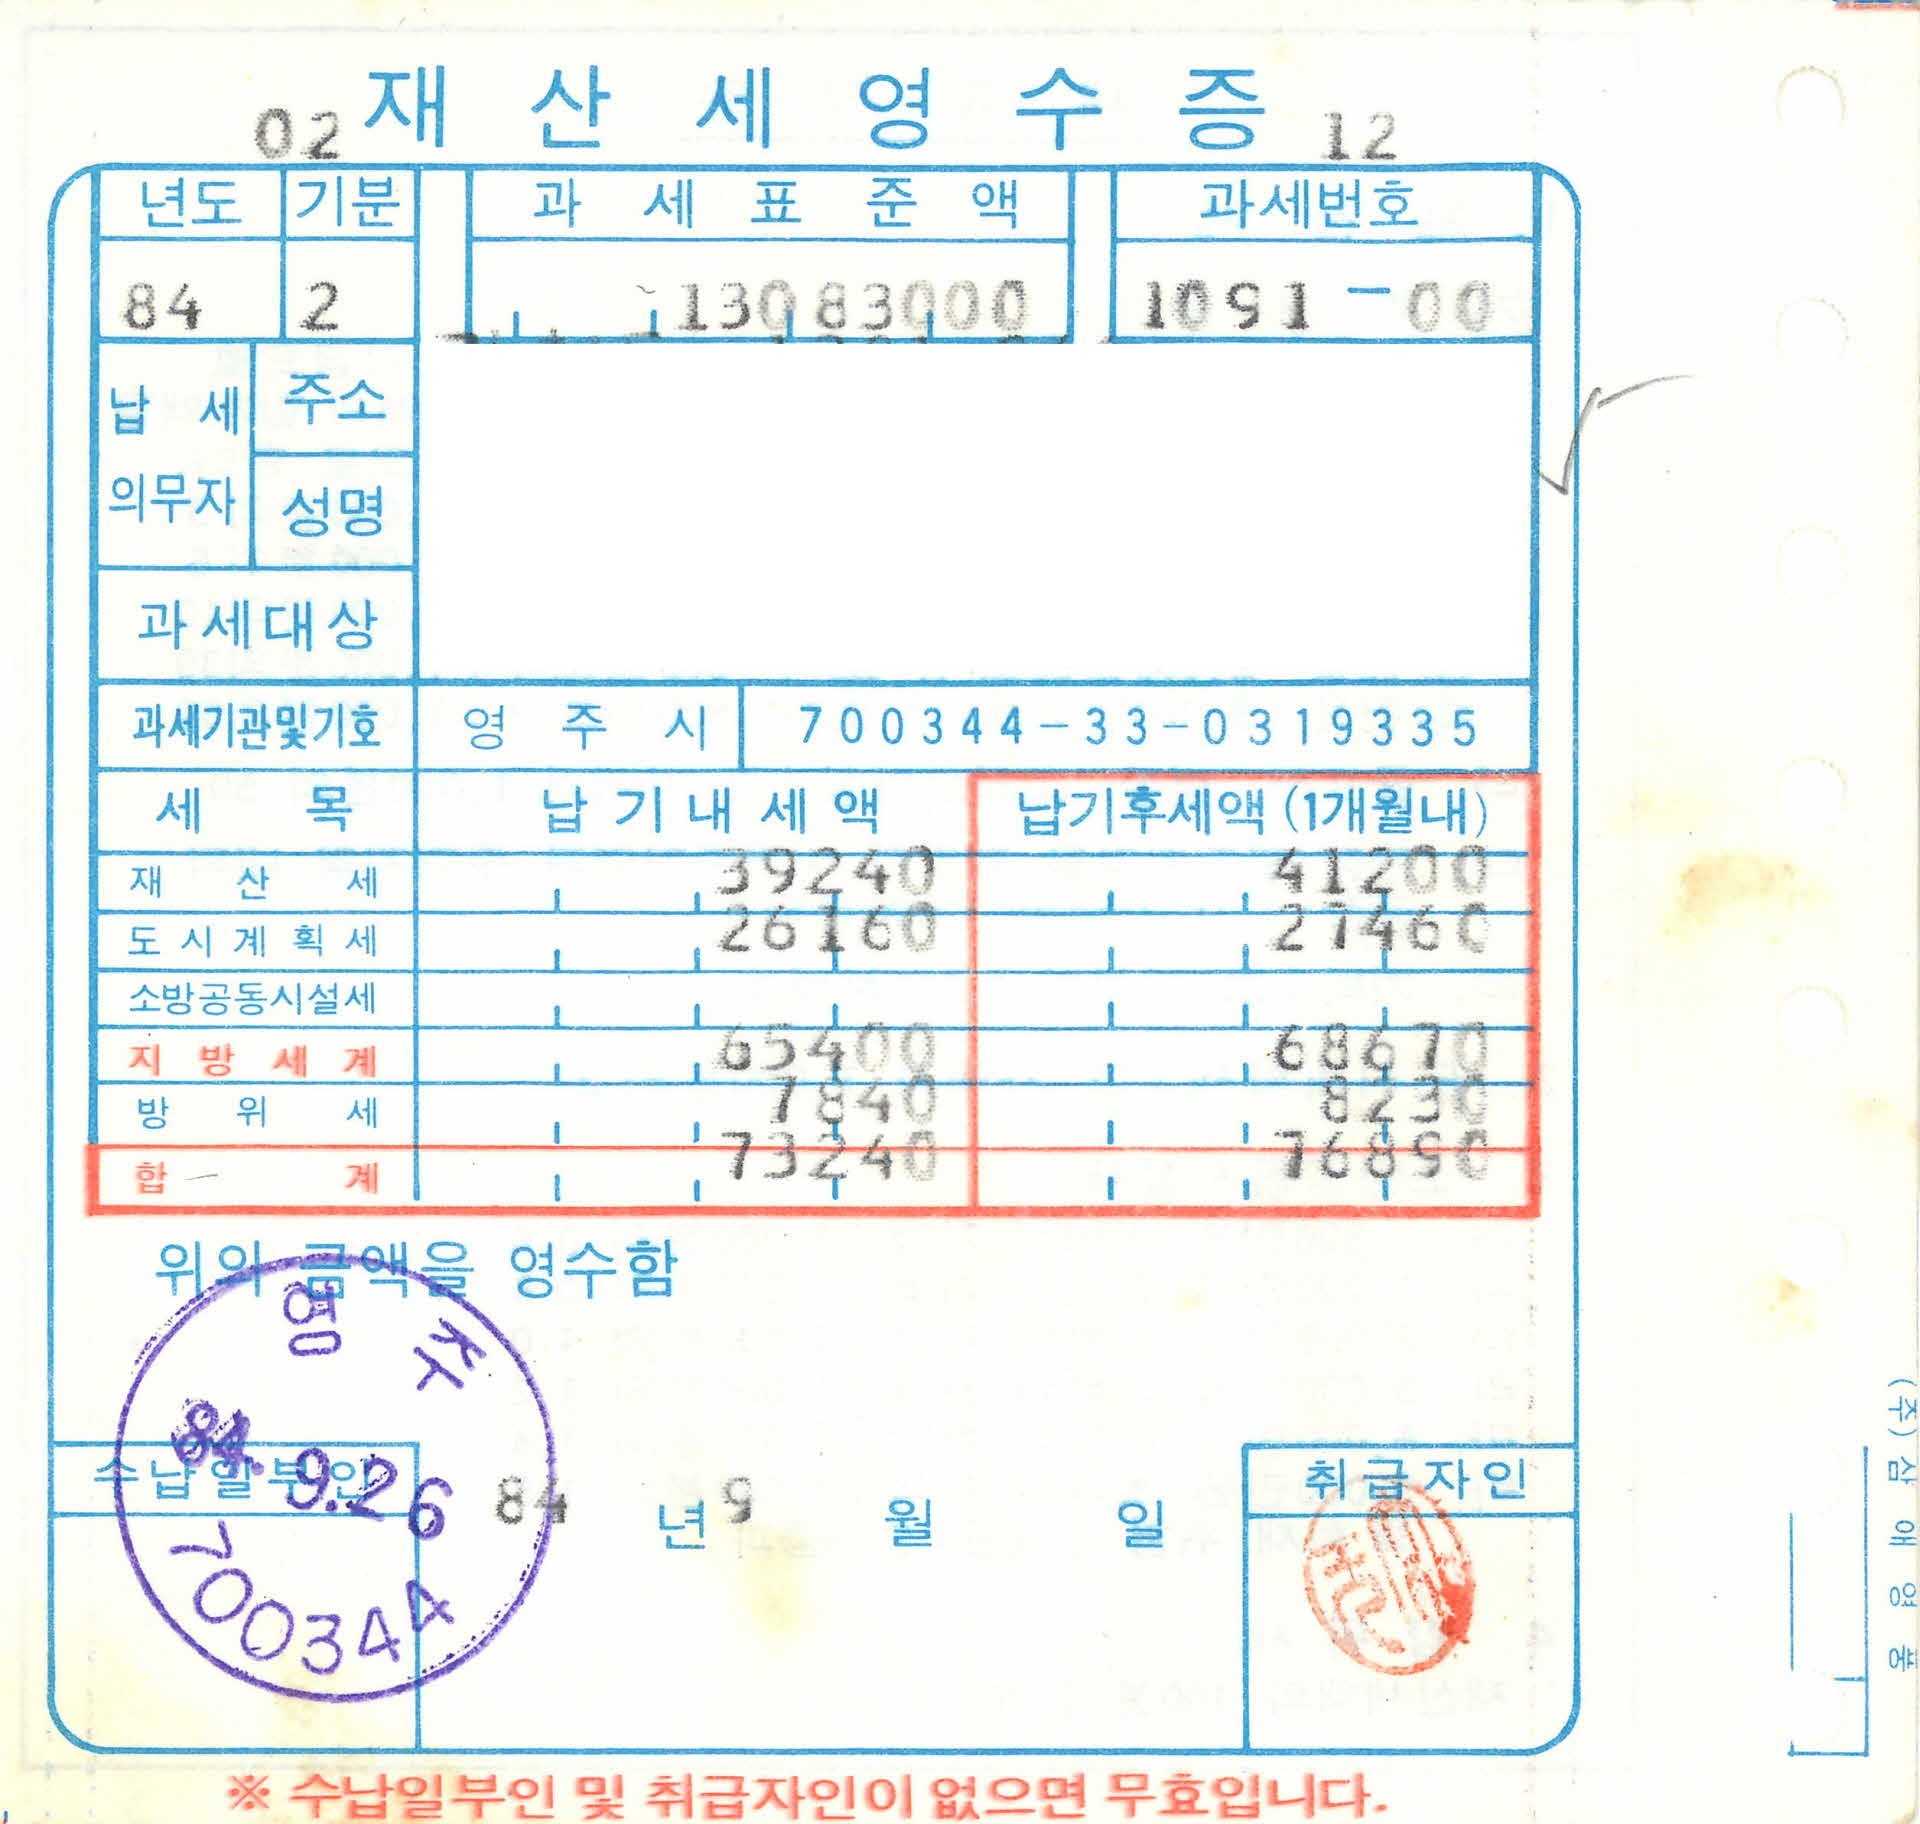 재산세영수증
02 12
년도 기분 과세표준액 과세번호
84 2 13083000 1091-00
납세의무자 주소
성명
과세대상
과세기관및기호 영주시 700344-33-0319335
세목 납기내세액 납기후세액(1개월내)
재산세 39240 41200
도시계획세 26160 27460
소방공동시설세
지방세계 65400 68670
방위세 7840 8230
합계 73240 76890
위의 금액을 영수함
영주
84. 9.26
700344
수납일부인 84년 9월 일 취급자인
※ 수납일부인 및 취급자인이 없으면 무효입니다.
(주)삼애영풍